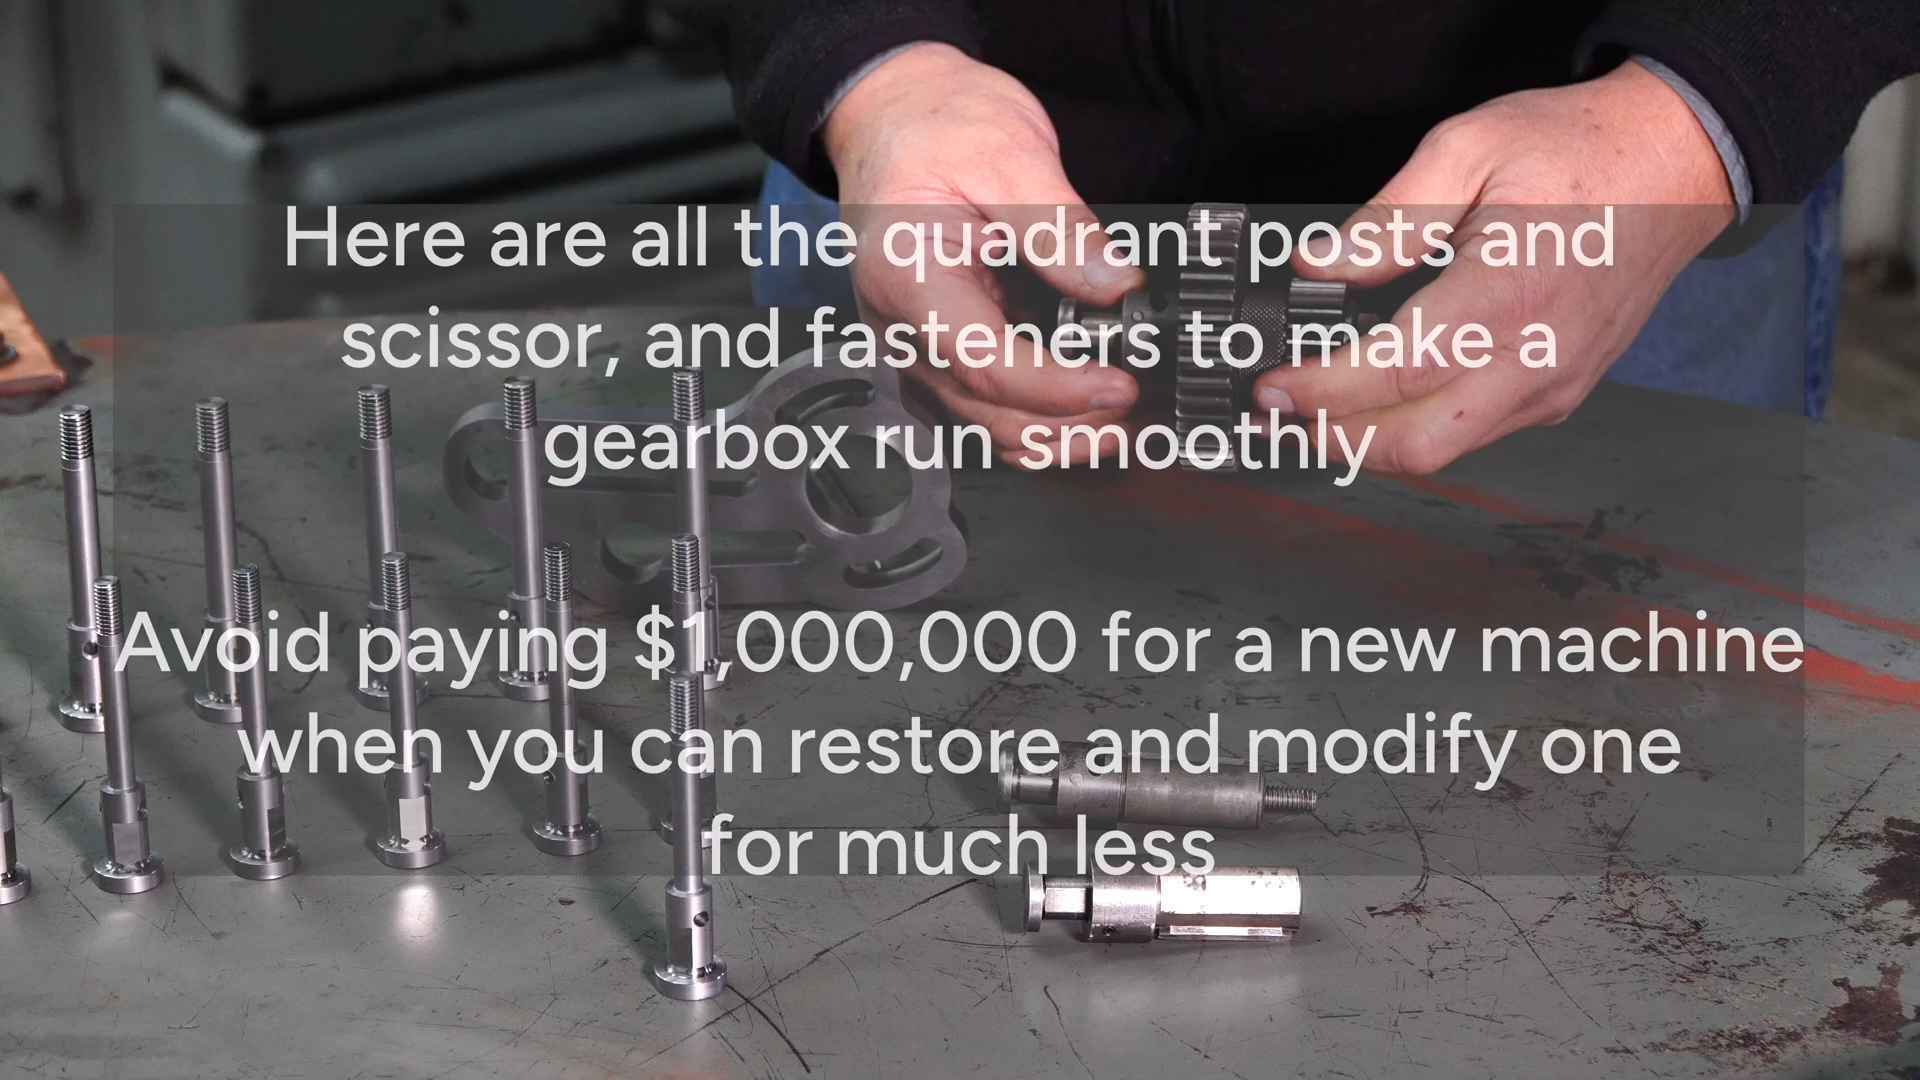 Here are all the quadrant posts and
scissor, and fasteners to make a
gearbox run smoothly
Avoid paying $1,000,000 for a new machine
when you can restore and modify one
for much less